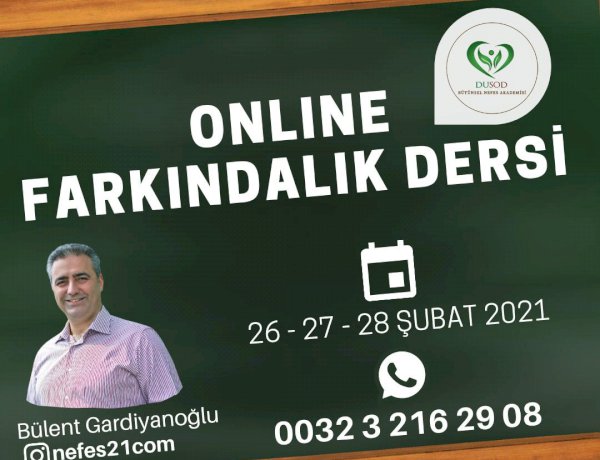 DUSOD
BÜTÜNSEL NEFES AKADEMİSİ
ONLINE
FARKINDALIK DERSİ
26 - 27 - 28 ŞUBAT 2021
0032 3 216 29 08
Bülent Gardiyanoğlu
nefes21com